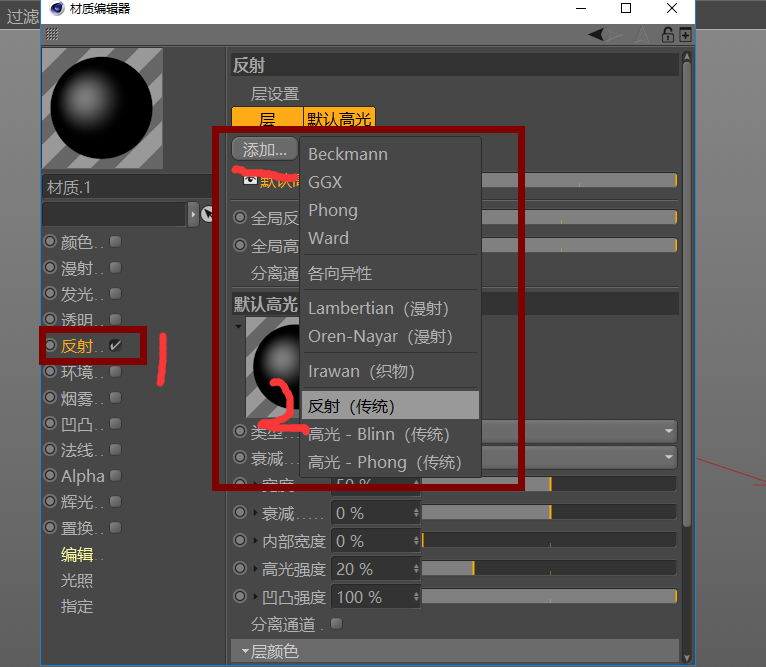 过滤
材质编辑器
反射
层设置
层 默认高光
添加...
Beckmann
GGX
Phong
Ward
各向异性
Lambertian（漫射）
Oren-Nayar（漫射）
Irawan（织物）
反射（传统）
高光 - Blinn（传统）
高光 - Phong（传统）
默认高
全局反
全局高
分离通
默认高光
类型...
衰减...
宽度 50 %
衰减..... 0 %
内部宽度 0 %
高光强度 20 %
凹凸强度 100 %
分离通道 .
层颜色
材质.1
颜色..
漫射..
发光..
透明..
反射..
环境..
烟雾..
凹凸..
法线..
Alpha
辉光..
置换..
编辑
光照
指定
1
2